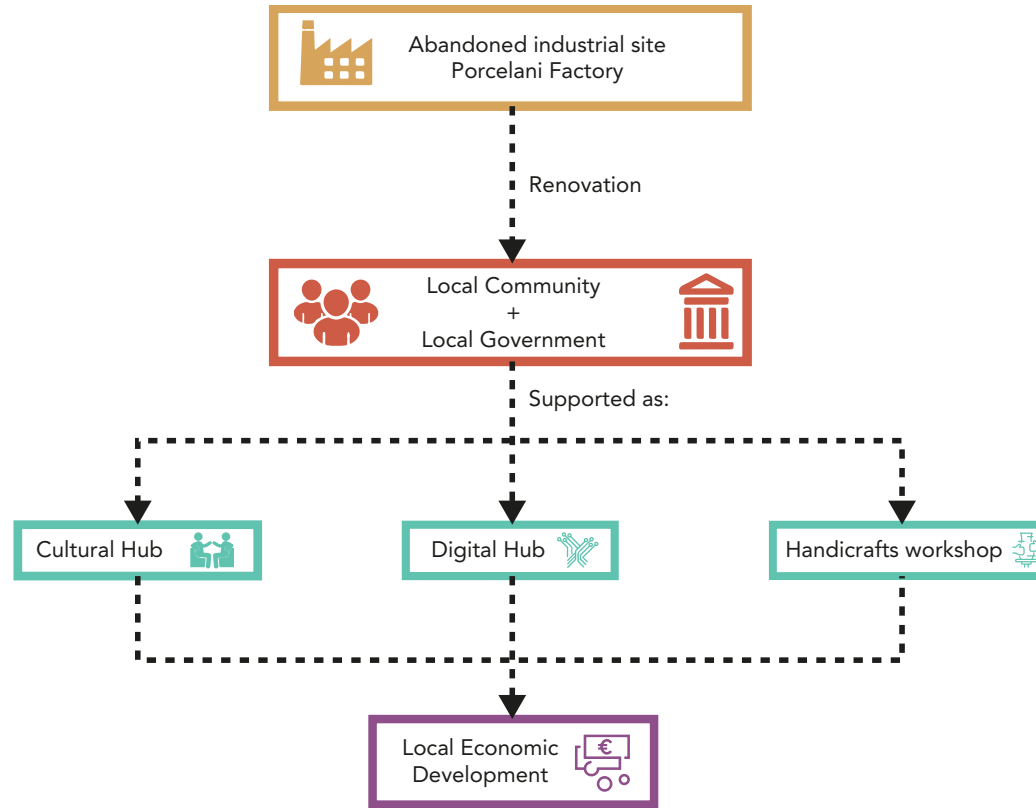 Abandoned industrial site
Porcelani Factory
Renovation
Local Community
+
Local Government
Supported as:
Cultural Hub
Digital Hub
Handicrafts workshop
Local Economic
Development
€